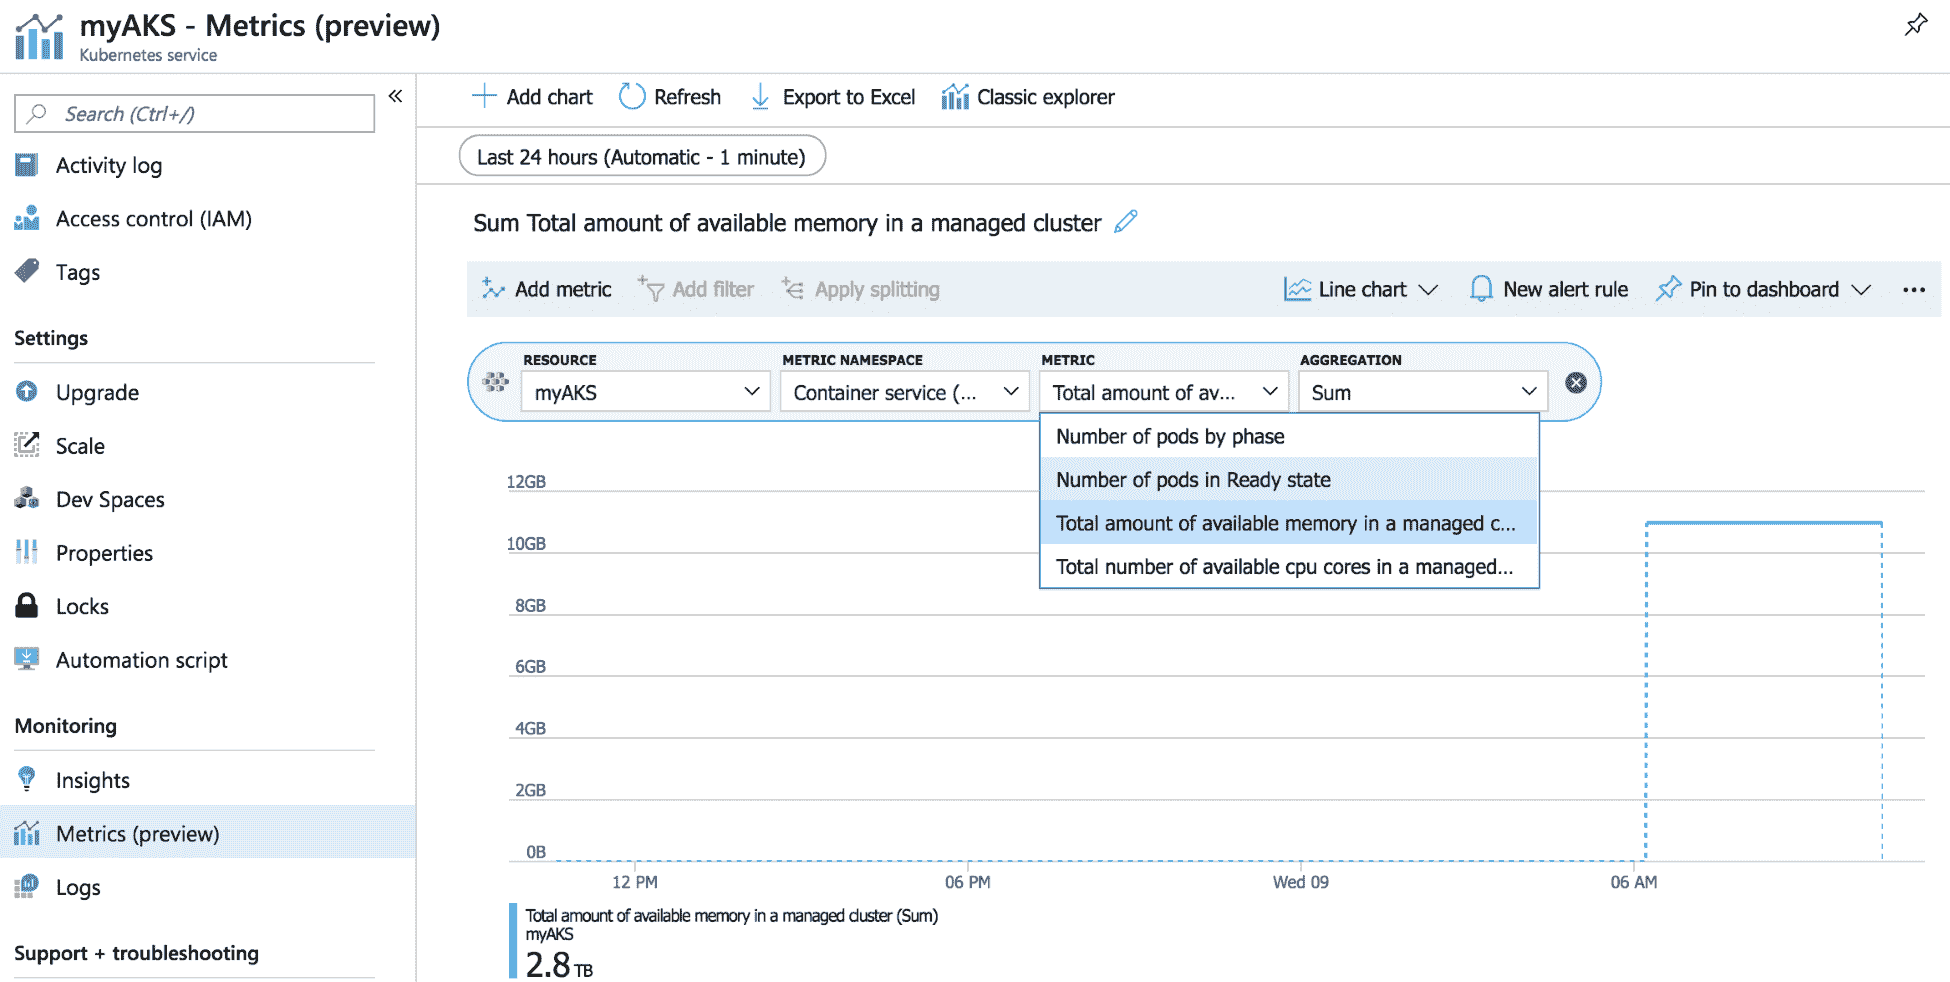 myAKS - Metrics (preview)
Kubernetes service
Search (Ctrl+/)
Activity log
Access control (IAM)
Tags
Settings
Upgrade
Scale
Dev Spaces
Properties
Locks
Automation script
Monitoring
Insights
Metrics (preview)
Logs
Support + troubleshooting
Add chart Refresh Export to Excel Classic explorer
Last 24 hours (Automatic - 1 minute)
Sum Total amount of available memory in a managed cluster
Add metric Add filter Apply splitting Line chart New alert rule Pin to dashboard ...
RESOURCE METRIC NAMESPACE METRIC AGGREGATION
myAKS Container service (... Total amount of av... Sum
Number of pods by phase
Number of pods in Ready state
Total amount of available memory in a managed c...
Total number of available cpu cores in a managed...
12GB
10GB
8GB
6GB
4GB
2GB
0B
12 PM 06 PM Wed 09 06 AM
Total amount of available memory in a managed cluster (Sum)
myAKS
2.8 TB